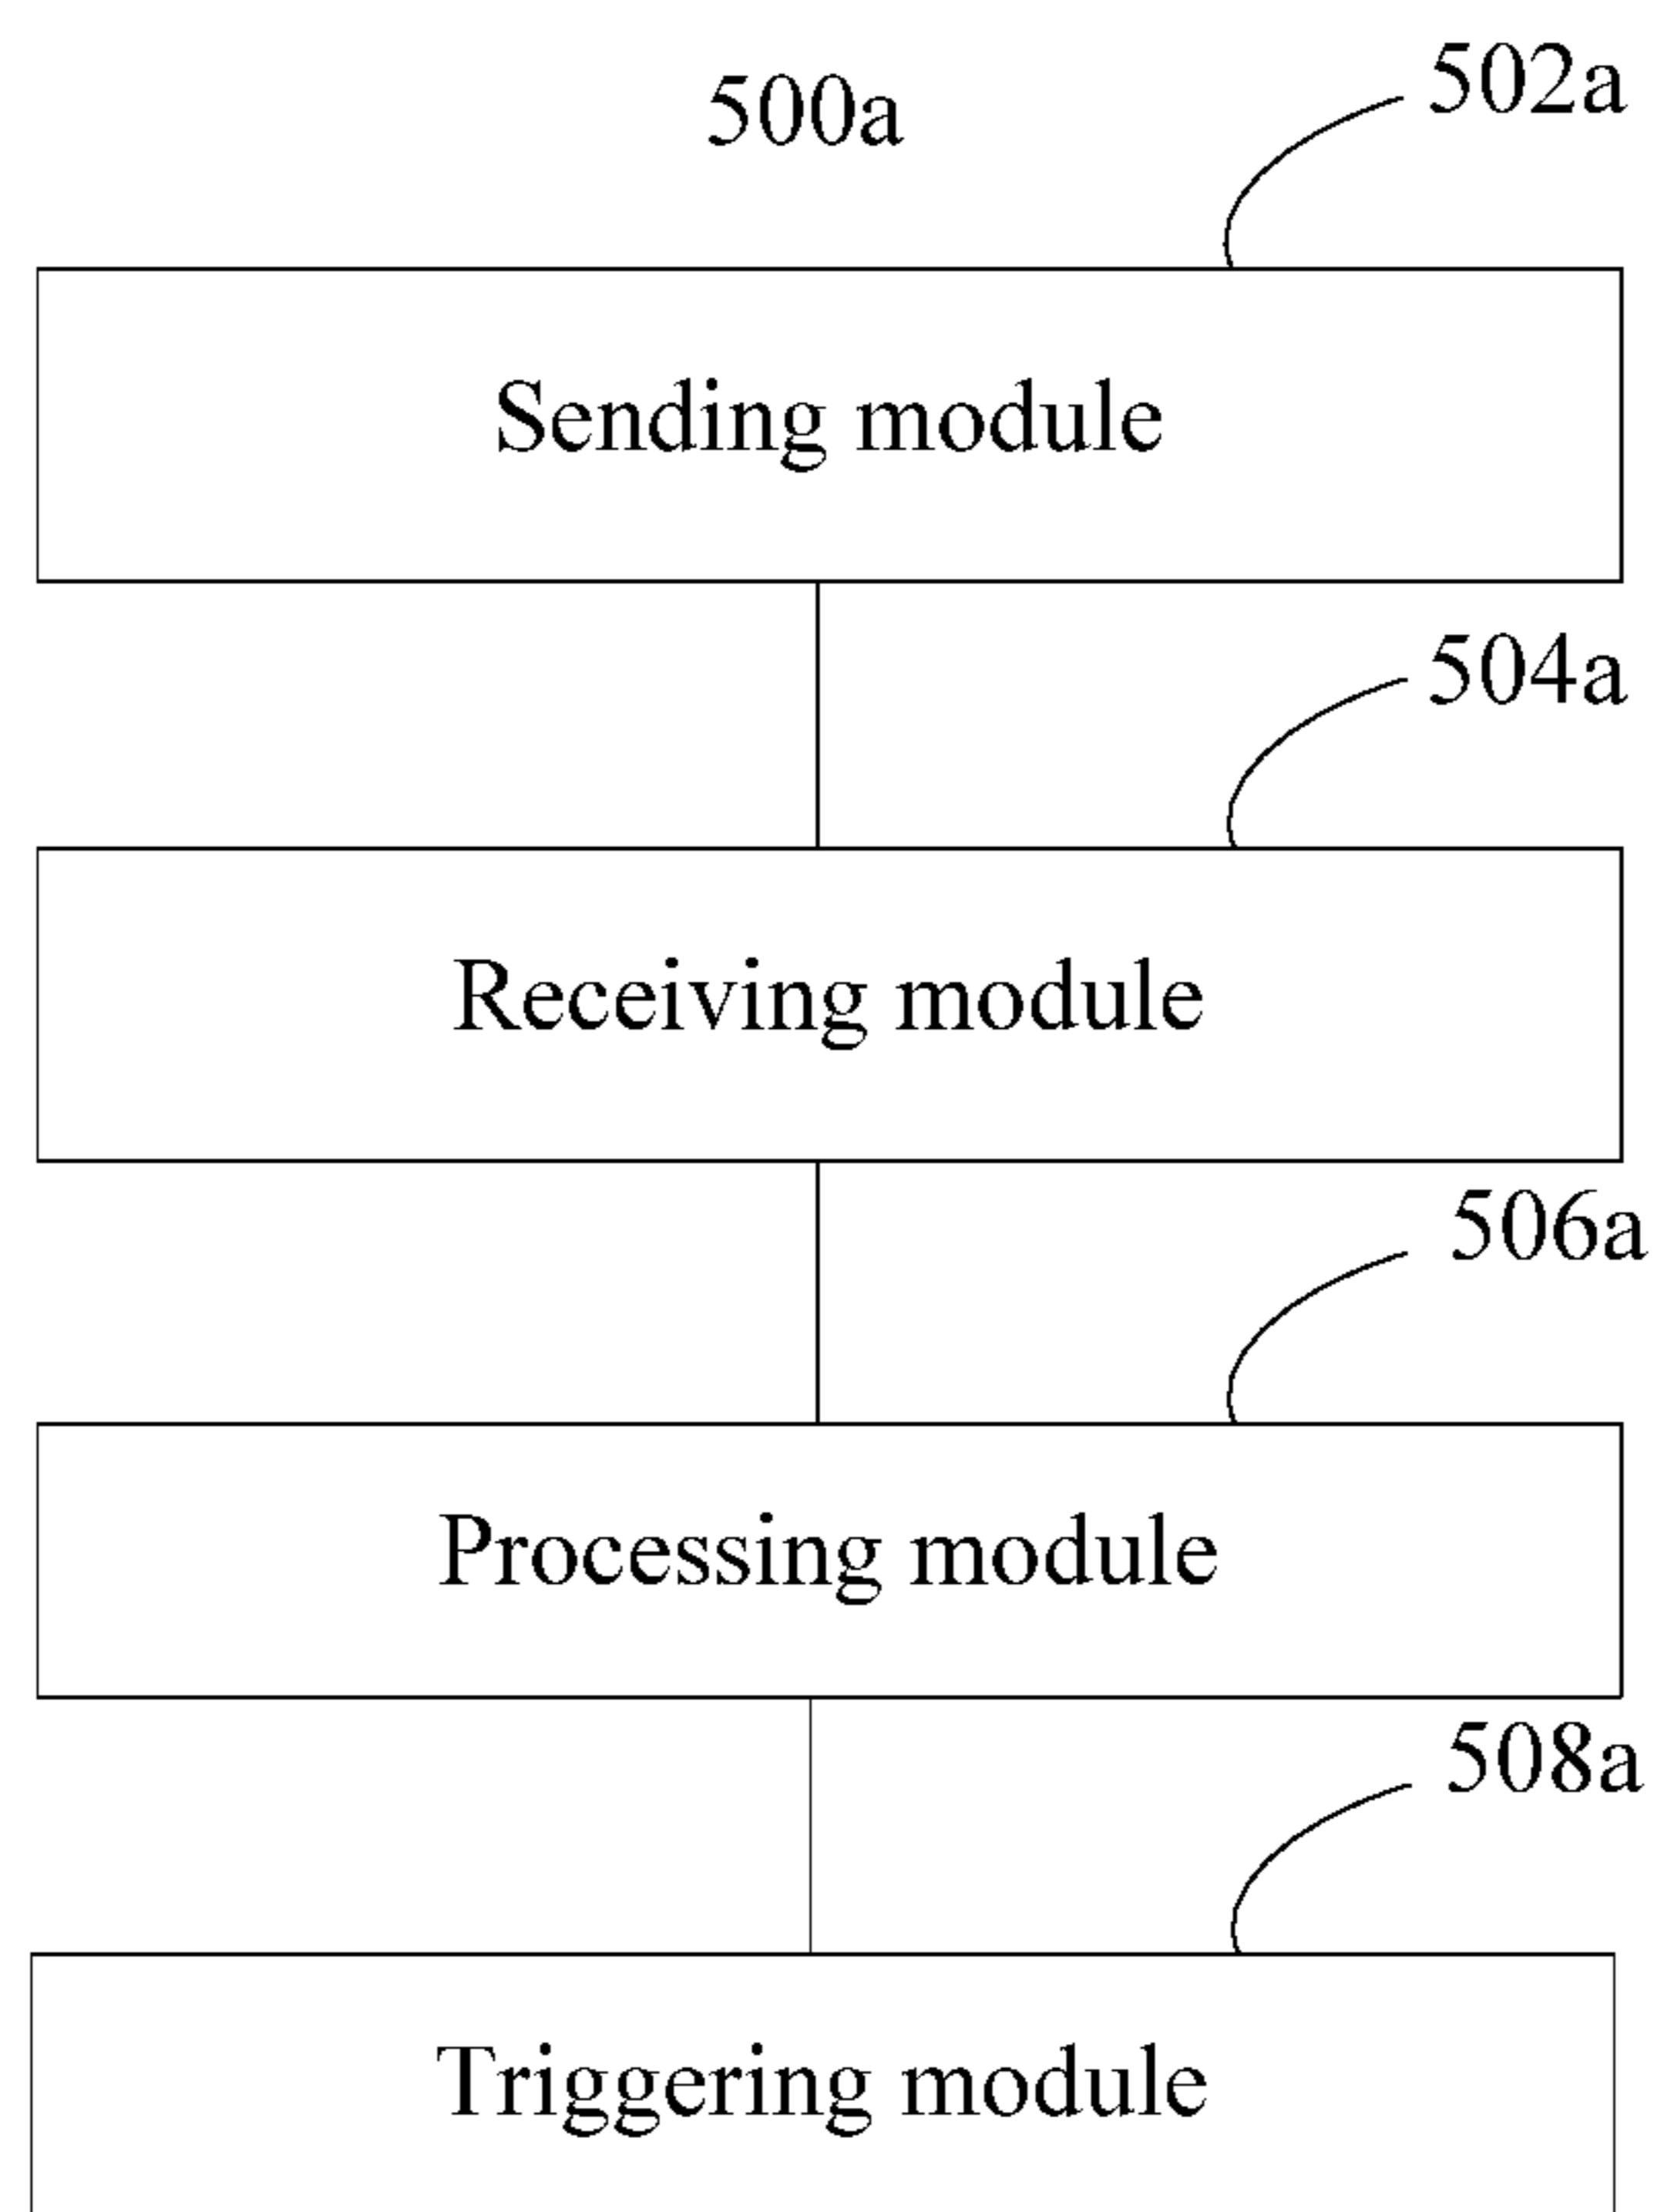 500a
502a
Sending module
504a
Receiving module
506a
Processing module
508a
Triggering module